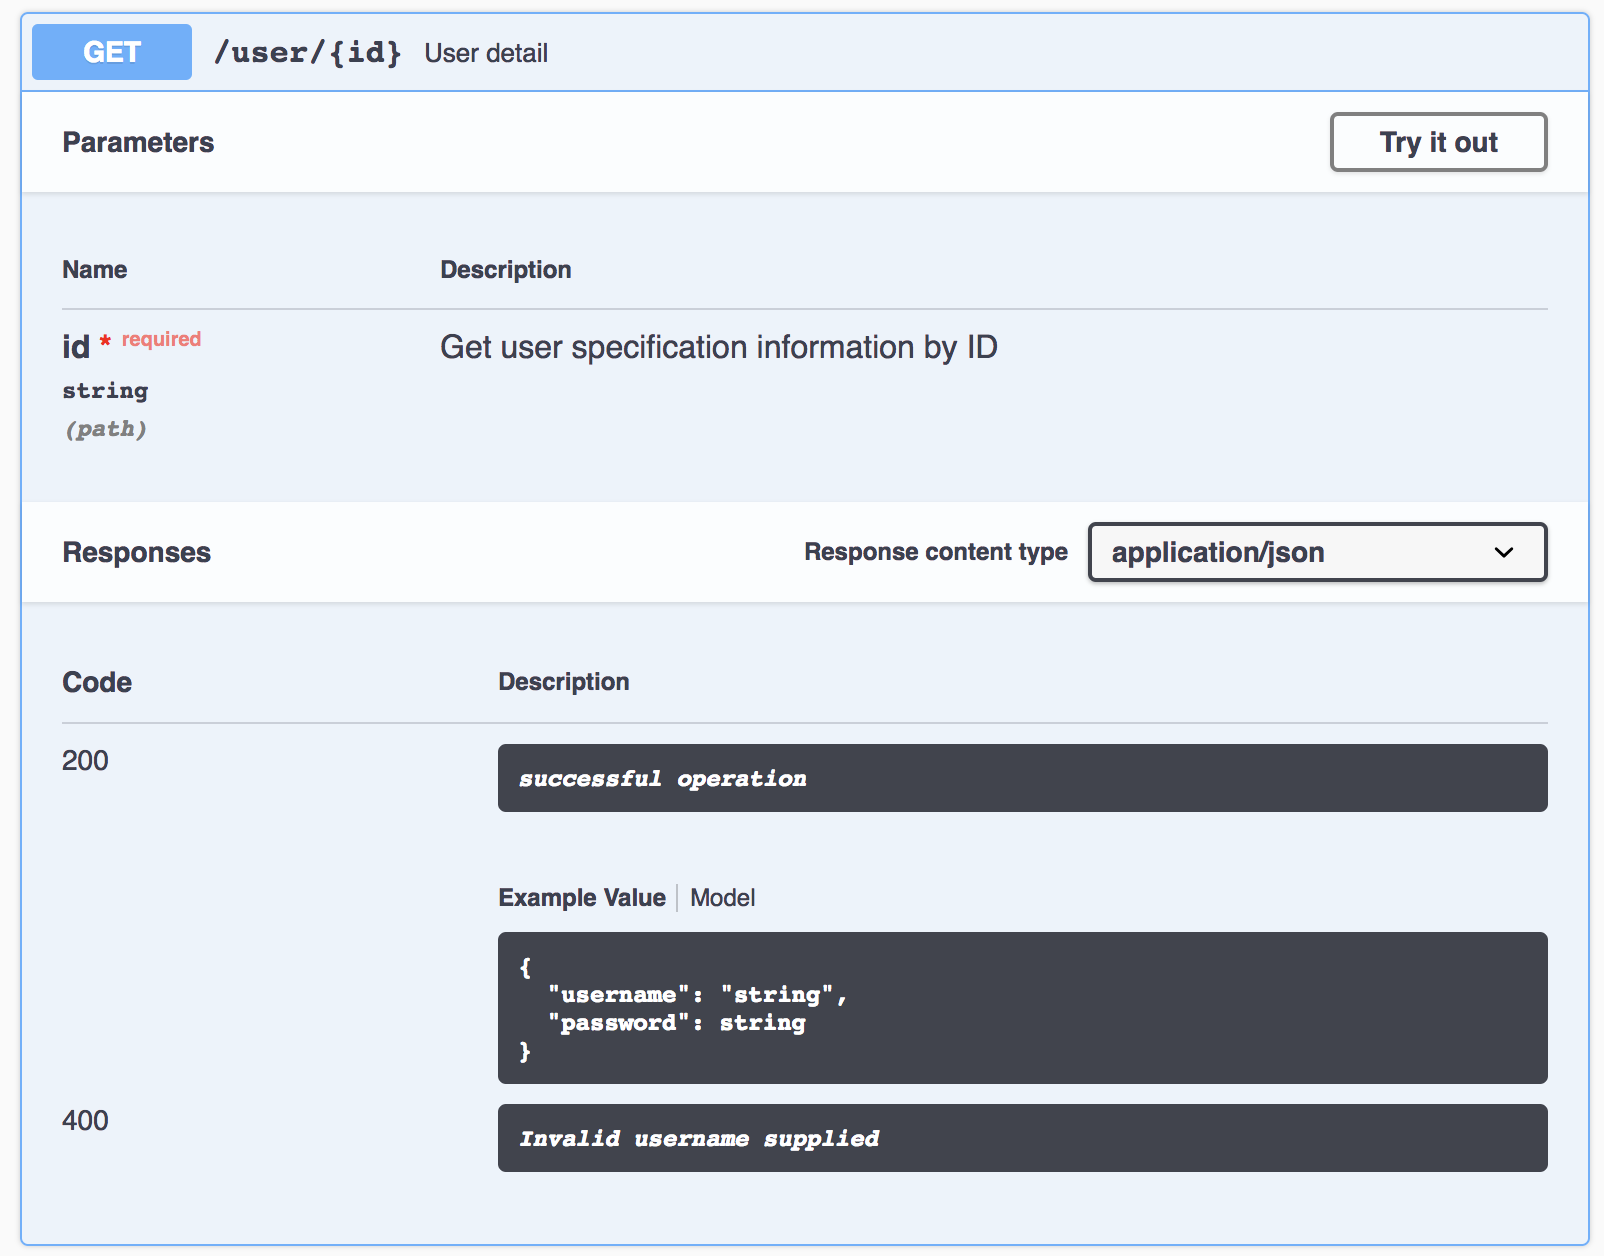 GET /user/{id} User detail
Parameters Try it out
Name Description
id * required Get user specification information by ID
string
(path)
Responses Response content type application/json
Code Description
200 successful operation
Example Value Model
{
"username": "string",
"password": string
}
400 Invalid username supplied